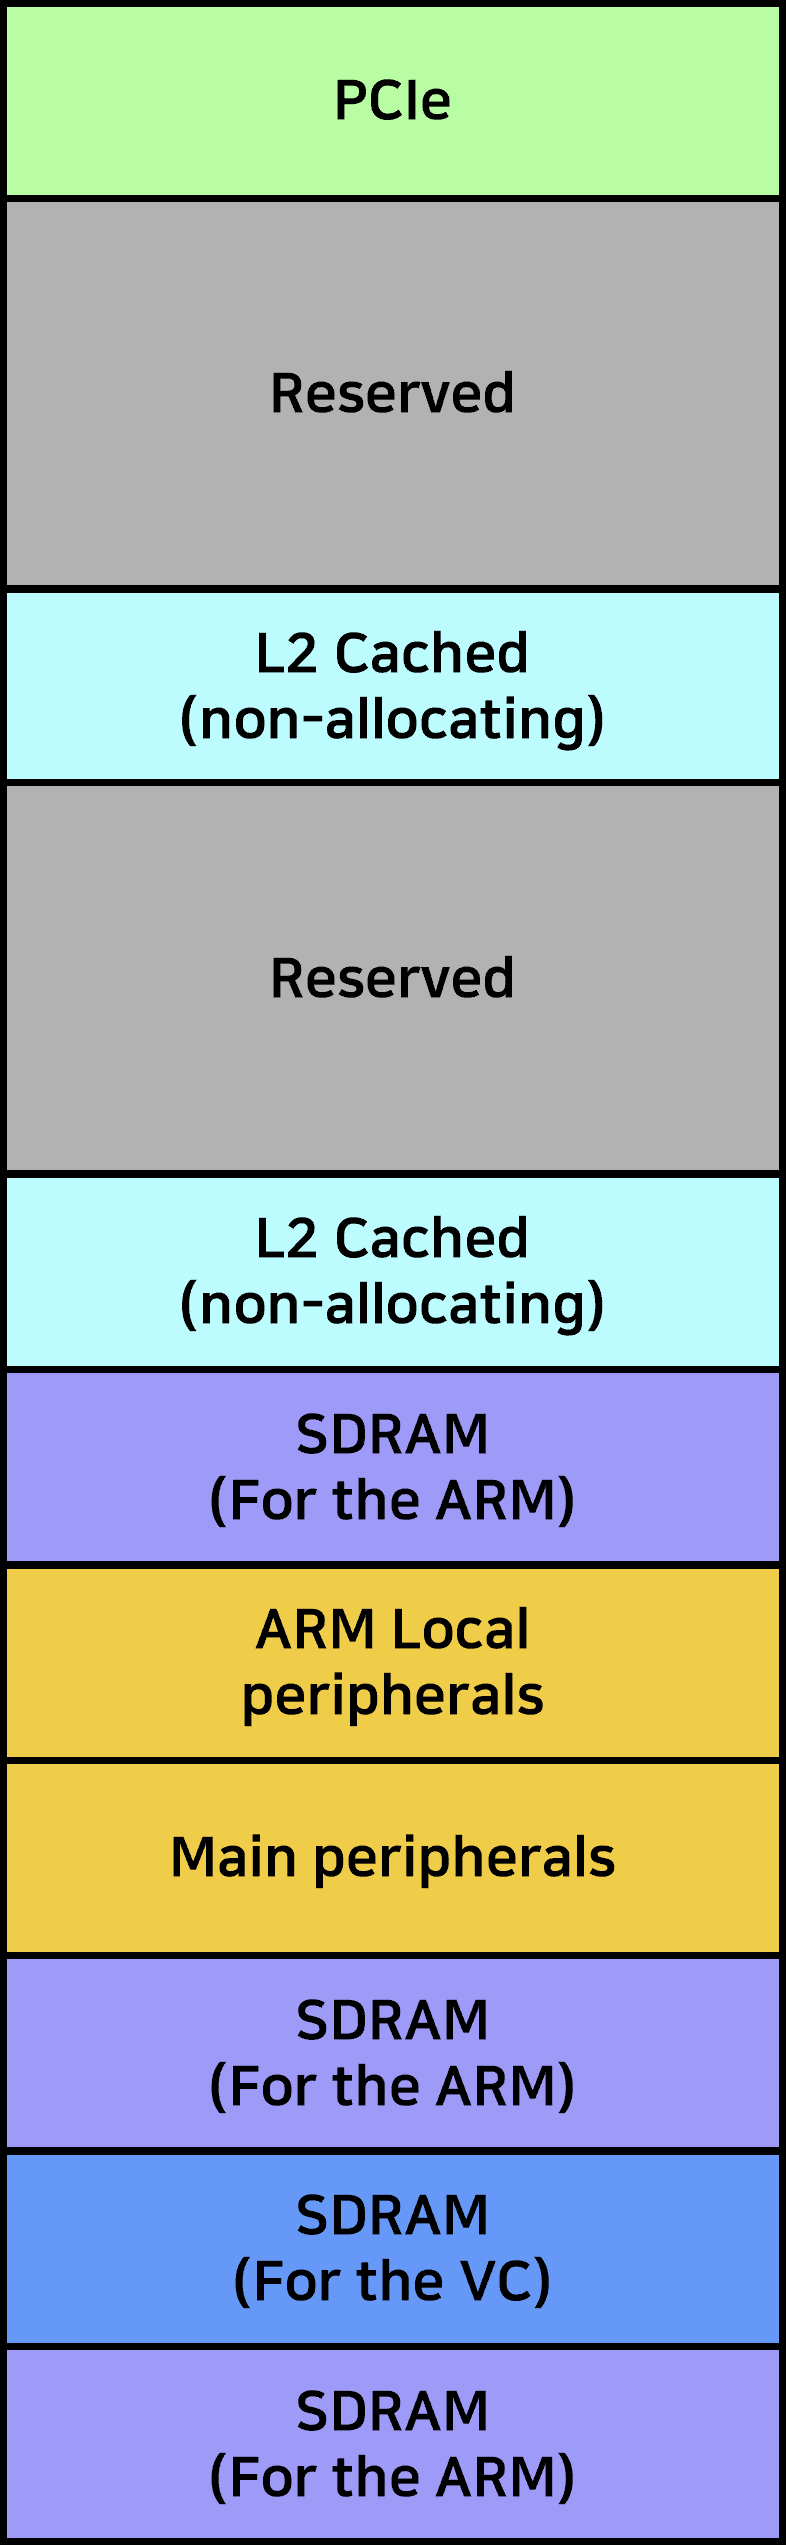 PCIe
Reserved
L2 Cached
(non-allocating)
Reserved
L2 Cached
(non-allocating)
SDRAM
(For the ARM)
ARM Local
peripherals
Main peripherals
SDRAM
(For the ARM)
SDRAM
(For the VC)
SDRAM
(For the ARM)